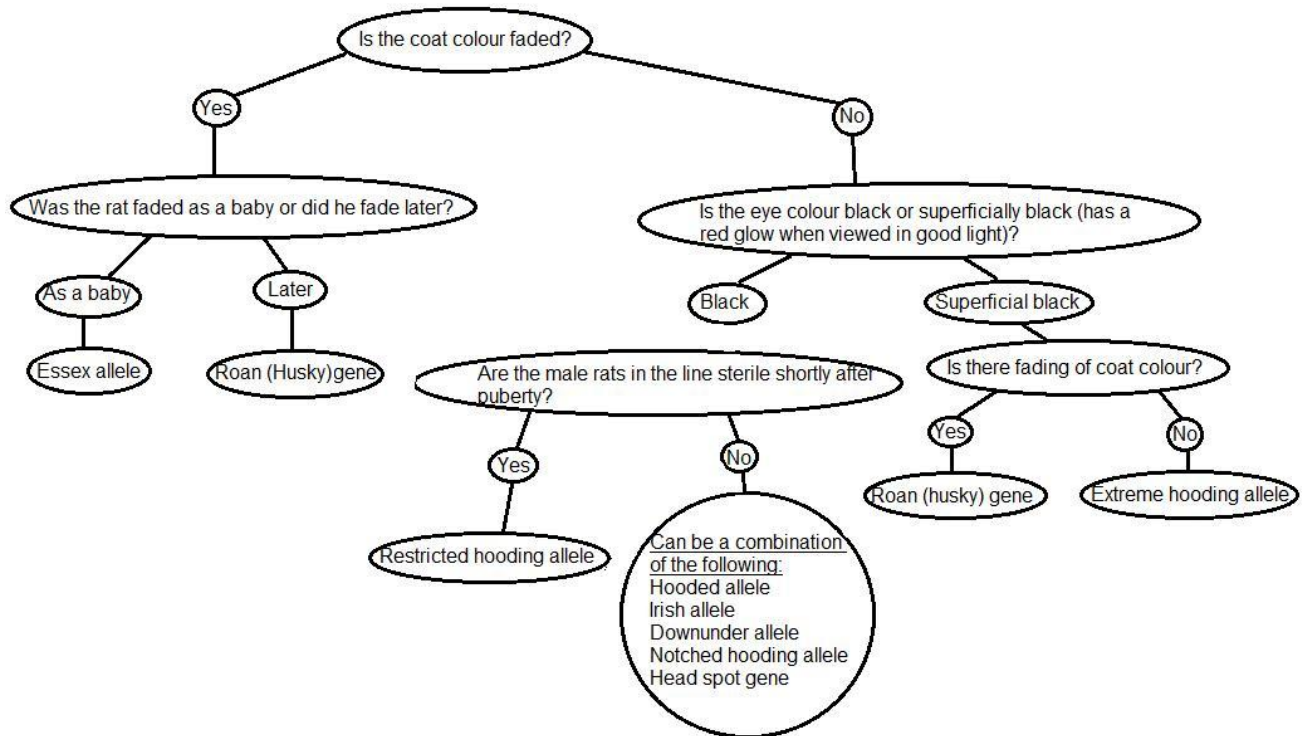 Is the coat colour faded?
Yes
No
Was the rat faded as a baby or did he fade later?
Is the eye colour black or superficially black (has a
red glow when viewed in good light)?
As a baby
Later
Black
Superficial black
Essex allele
Roan (Husky)gene
Are the male rats in the line sterile shortly after
puberty?
Is there fading of coat colour?
Yes
No
Yes
No
Roan (husky) gene
Extreme hooding allele
Restricted hooding allele
Can be a combination
of the following:
Hooded allele
Irish allele
Downunder allele
Notched hooding allele
Head spot gene